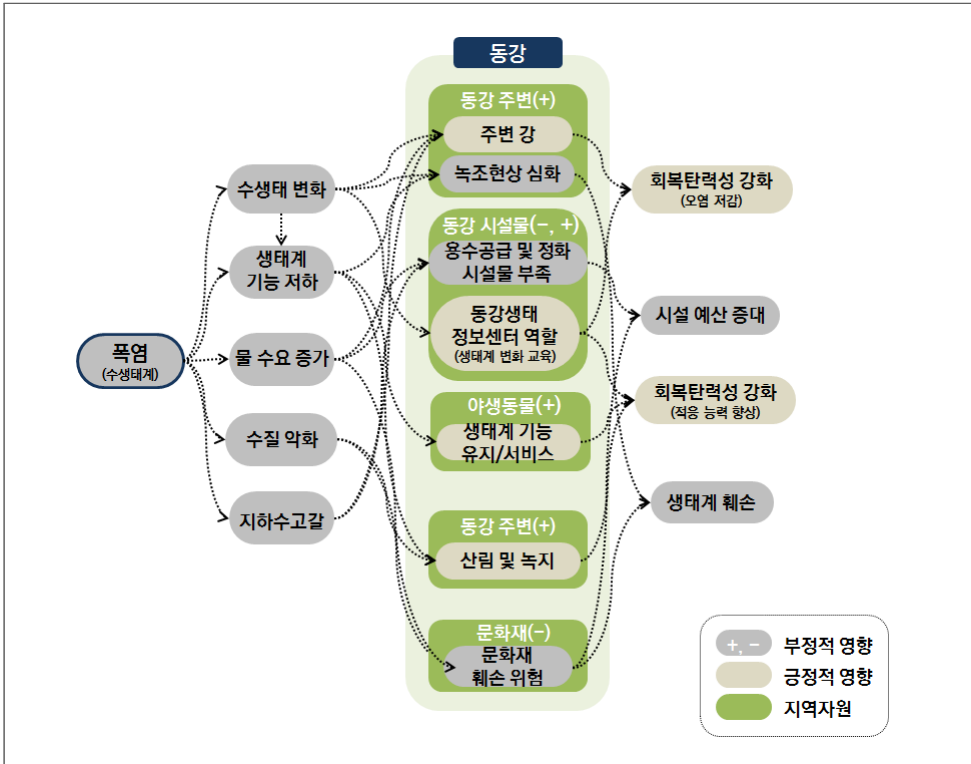 동강
동강 주변(+)
주변 강
녹조현상 심화
수생태 변화
회복탄력성 강화
(오염 저감)
동강 시설물(-, +)
용수공급 및 정화
시설물 부족
생태계
기능 저하
동강생태
정보센터 역할
(생태계 변화 교육)
시설 예산 증대
폭염
(수생태계)
물 수요 증가
야생동물(+)
생태계 기능
유지/서비스
회복탄력성 강화
(적응 능력 향상)
수질 악화
지하수고갈
동강 주변(+)
산림 및 녹지
생태계 훼손
문화재(-)
문화재
훼손 위험
+, - 부정적 영향
긍정적 영향
지역자원